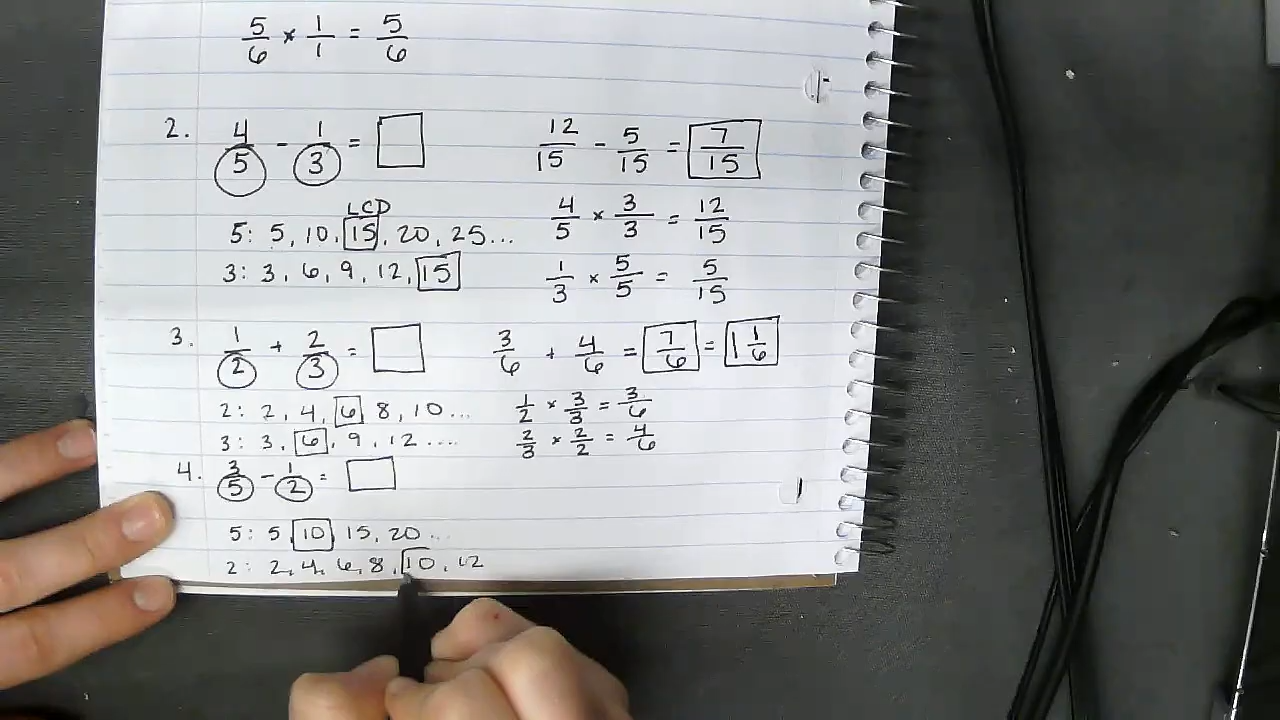 5/6 × 1/1 = 5/6
2. 4/5 - 1/3 = □
12/15 - 5/15 = 7/15
LCD
5: 5, 10, 15, 20, 25...
4/5 × 3/3 = 12/15
3: 3, 6, 9, 12, 15
1/3 × 5/5 = 5/15
3. 1/2 + 2/3 = □
3/6 + 4/6 = 7/6 = 1 1/6
2: 2, 4, 6, 8, 10...
1/2 × 3/3 = 3/6
3: 3, 6, 9, 12....
2/3 × 2/2 = 4/6
4. 3/5 - 1/2 = □
5: 5, 10, 15, 20...
2: 2, 4, 6, 8, 10, 12